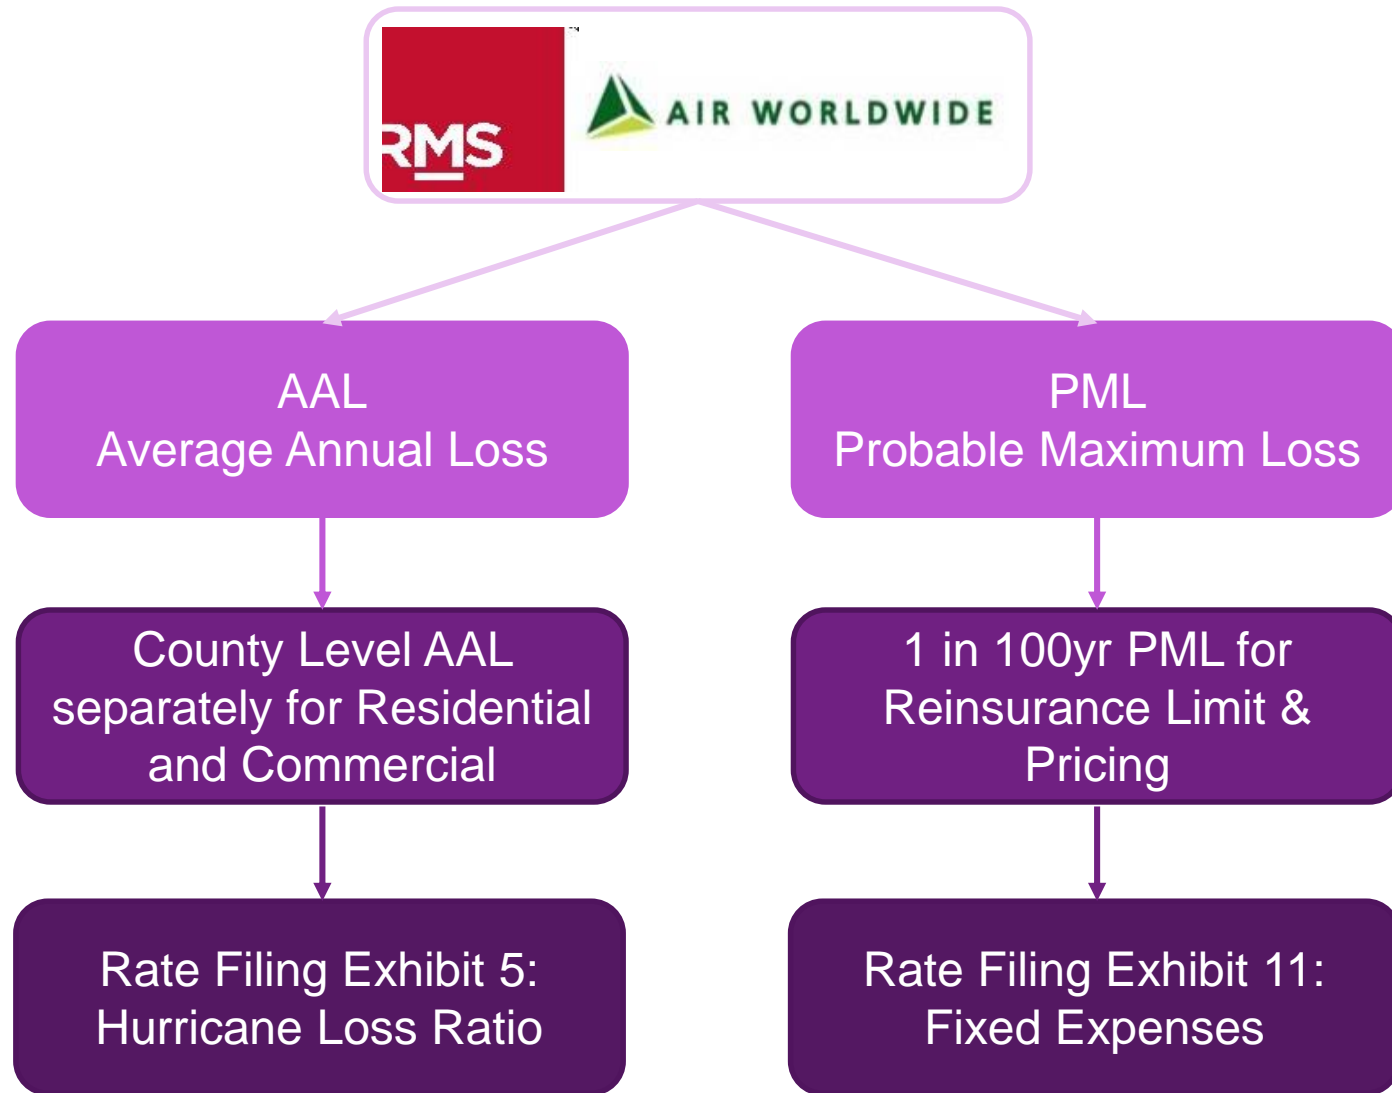 RMS
AIR WORLDWIDE
AAL
Average Annual Loss
PML
Probable Maximum Loss
County Level AAL
separately for Residential
and Commercial
1 in 100yr PML for
Reinsurance Limit &
Pricing
Rate Filing Exhibit 5:
Hurricane Loss Ratio
Rate Filing Exhibit 11:
Fixed Expenses